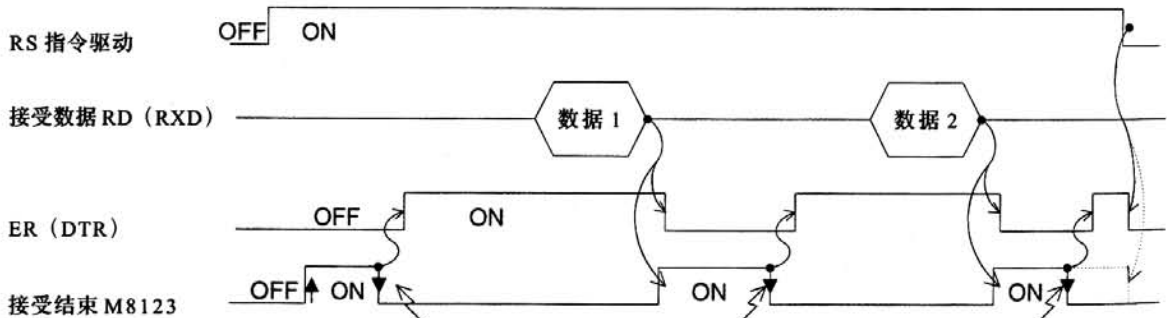 RS 指令驱动 OFF ON
接受数据 RD（RXD） 数据 1 数据 2
ER（DTR） OFF ON
接受结束 M8123 OFF ON ON ON